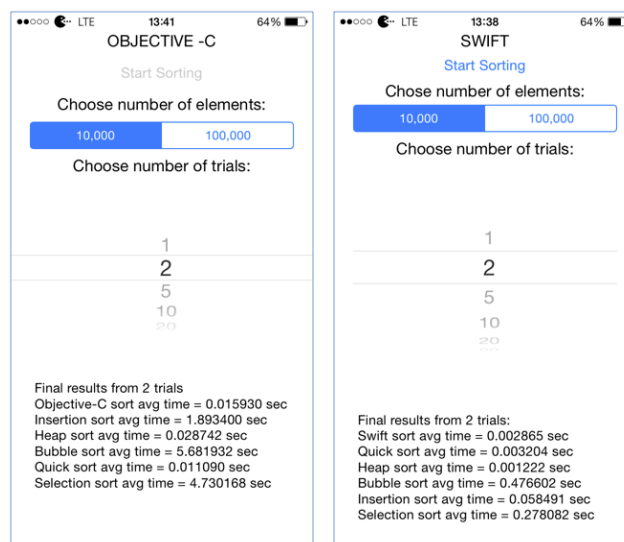 LTE 13:41 64%
OBJECTIVE -C
Start Sorting
Choose number of elements:
10,000 100,000
Choose number of trials:
1
2
5
10
20
Final results from 2 trials
Objective-C sort avg time = 0.015930 sec
Insertion sort avg time = 1.893400 sec
Heap sort avg time = 0.028742 sec
Bubble sort avg time = 5.681932 sec
Quick sort avg time = 0.011090 sec
Selection sort avg time = 4.730168 sec
LTE 13:38 64%
SWIFT
Start Sorting
Chose number of elements:
10,000 100,000
Choose number of trials:
1
2
5
10
20
Final results from 2 trials:
Swift sort avg time = 0.002865 sec
Quick sort avg time = 0.003204 sec
Heap sort avg time = 0.001222 sec
Bubble sort avg time = 0.476602 sec
Insertion sort avg time = 0.058491 sec
Selection sort avg time = 0.278082 sec